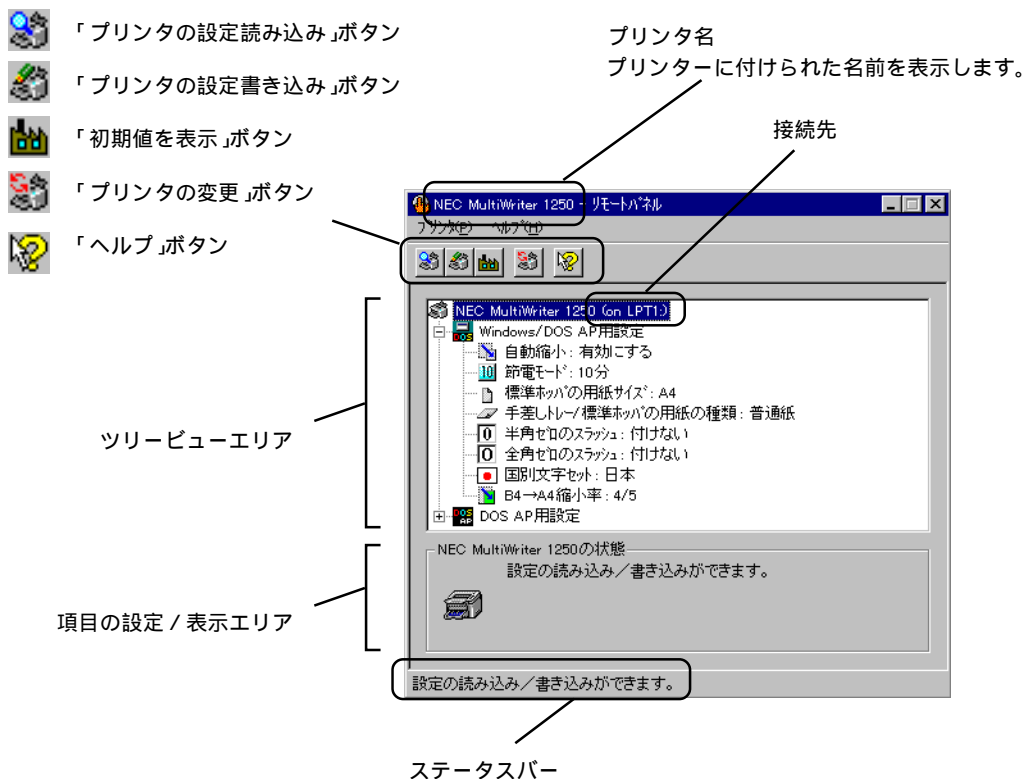 「プリンタの設定読み込み」ボタン
「プリンタの設定書き込み」ボタン
「初期値を表示」ボタン
「プリンタの変更」ボタン
「ヘルプ」ボタン
プリンタ名
プリンターに付けられた名前を表示します。
接続先
NEC MultiWriter 1250 - ﾘﾓｰﾄﾊﾟﾈﾙ
ﾌﾟﾘﾝﾀ(P) ﾍﾙﾌﾟ(H)
NEC MultiWriter 1250 (on LPT1:)
Windows/DOS AP用設定
自動縮小 : 有効にする
節電ﾓｰﾄﾞ : 10分
標準ﾎｯﾊﾟの用紙ｻｲｽﾞ : A4
手差しﾄﾚｰ/標準ﾎｯﾊﾟの用紙の種類 : 普通紙
半角ｾﾞﾛのｽﾗｯｼｭ : 付けない
全角ｾﾞﾛのｽﾗｯｼｭ : 付けない
国別文字ｾｯﾄ : 日本
B4→A4縮小率 : 4/5
DOS AP用設定
ツリービューエリア
NEC MultiWriter 1250の状態
設定の読み込み／書き込みができます。
項目の設定 / 表示エリア
設定の読み込み／書き込みができます。
ステータスバー